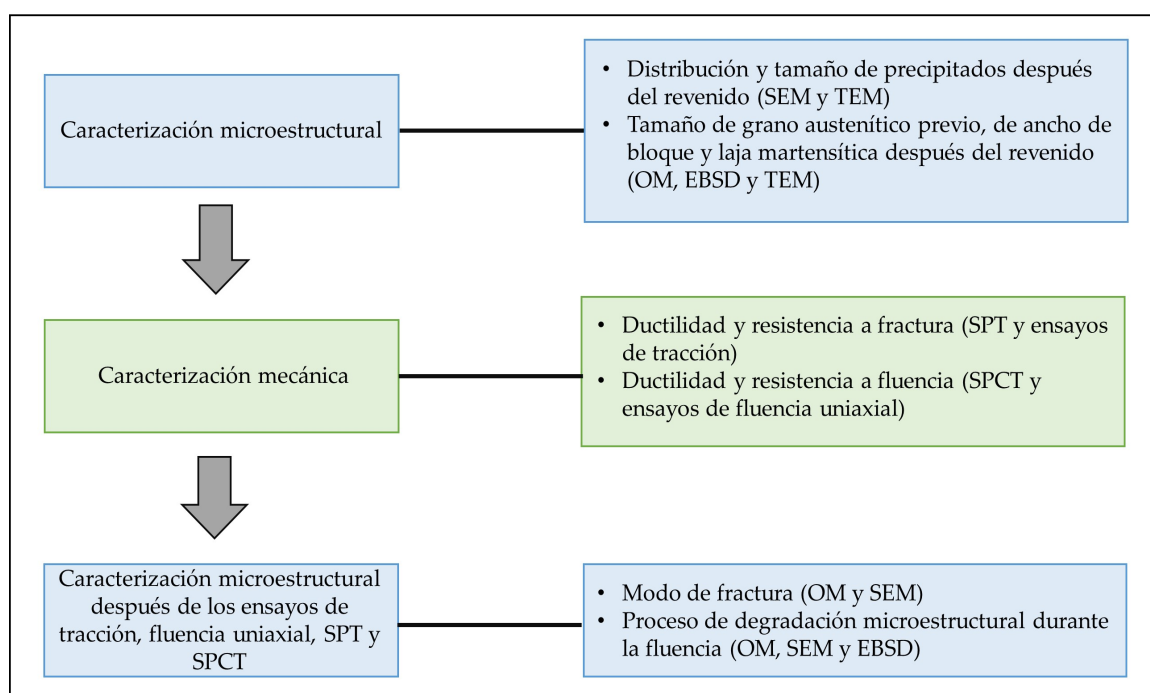 Caracterización microestructural
• Distribución y tamaño de precipitados después
del revenido (SEM y TEM)
• Tamaño de grano austenítico previo, de ancho de
bloque y laja martensítica después del revenido
(OM, EBSD y TEM)
Caracterización mecánica
• Ductilidad y resistencia a fractura (SPT y ensayos
de tracción)
• Ductilidad y resistencia a fluencia (SPCT y
ensayos de fluencia uniaxial)
Caracterización microestructural
después de los ensayos de
tracción, fluencia uniaxial, SPT y
SPCT
• Modo de fractura (OM y SEM)
• Proceso de degradación microestructural durante
la fluencia (OM, SEM y EBSD)